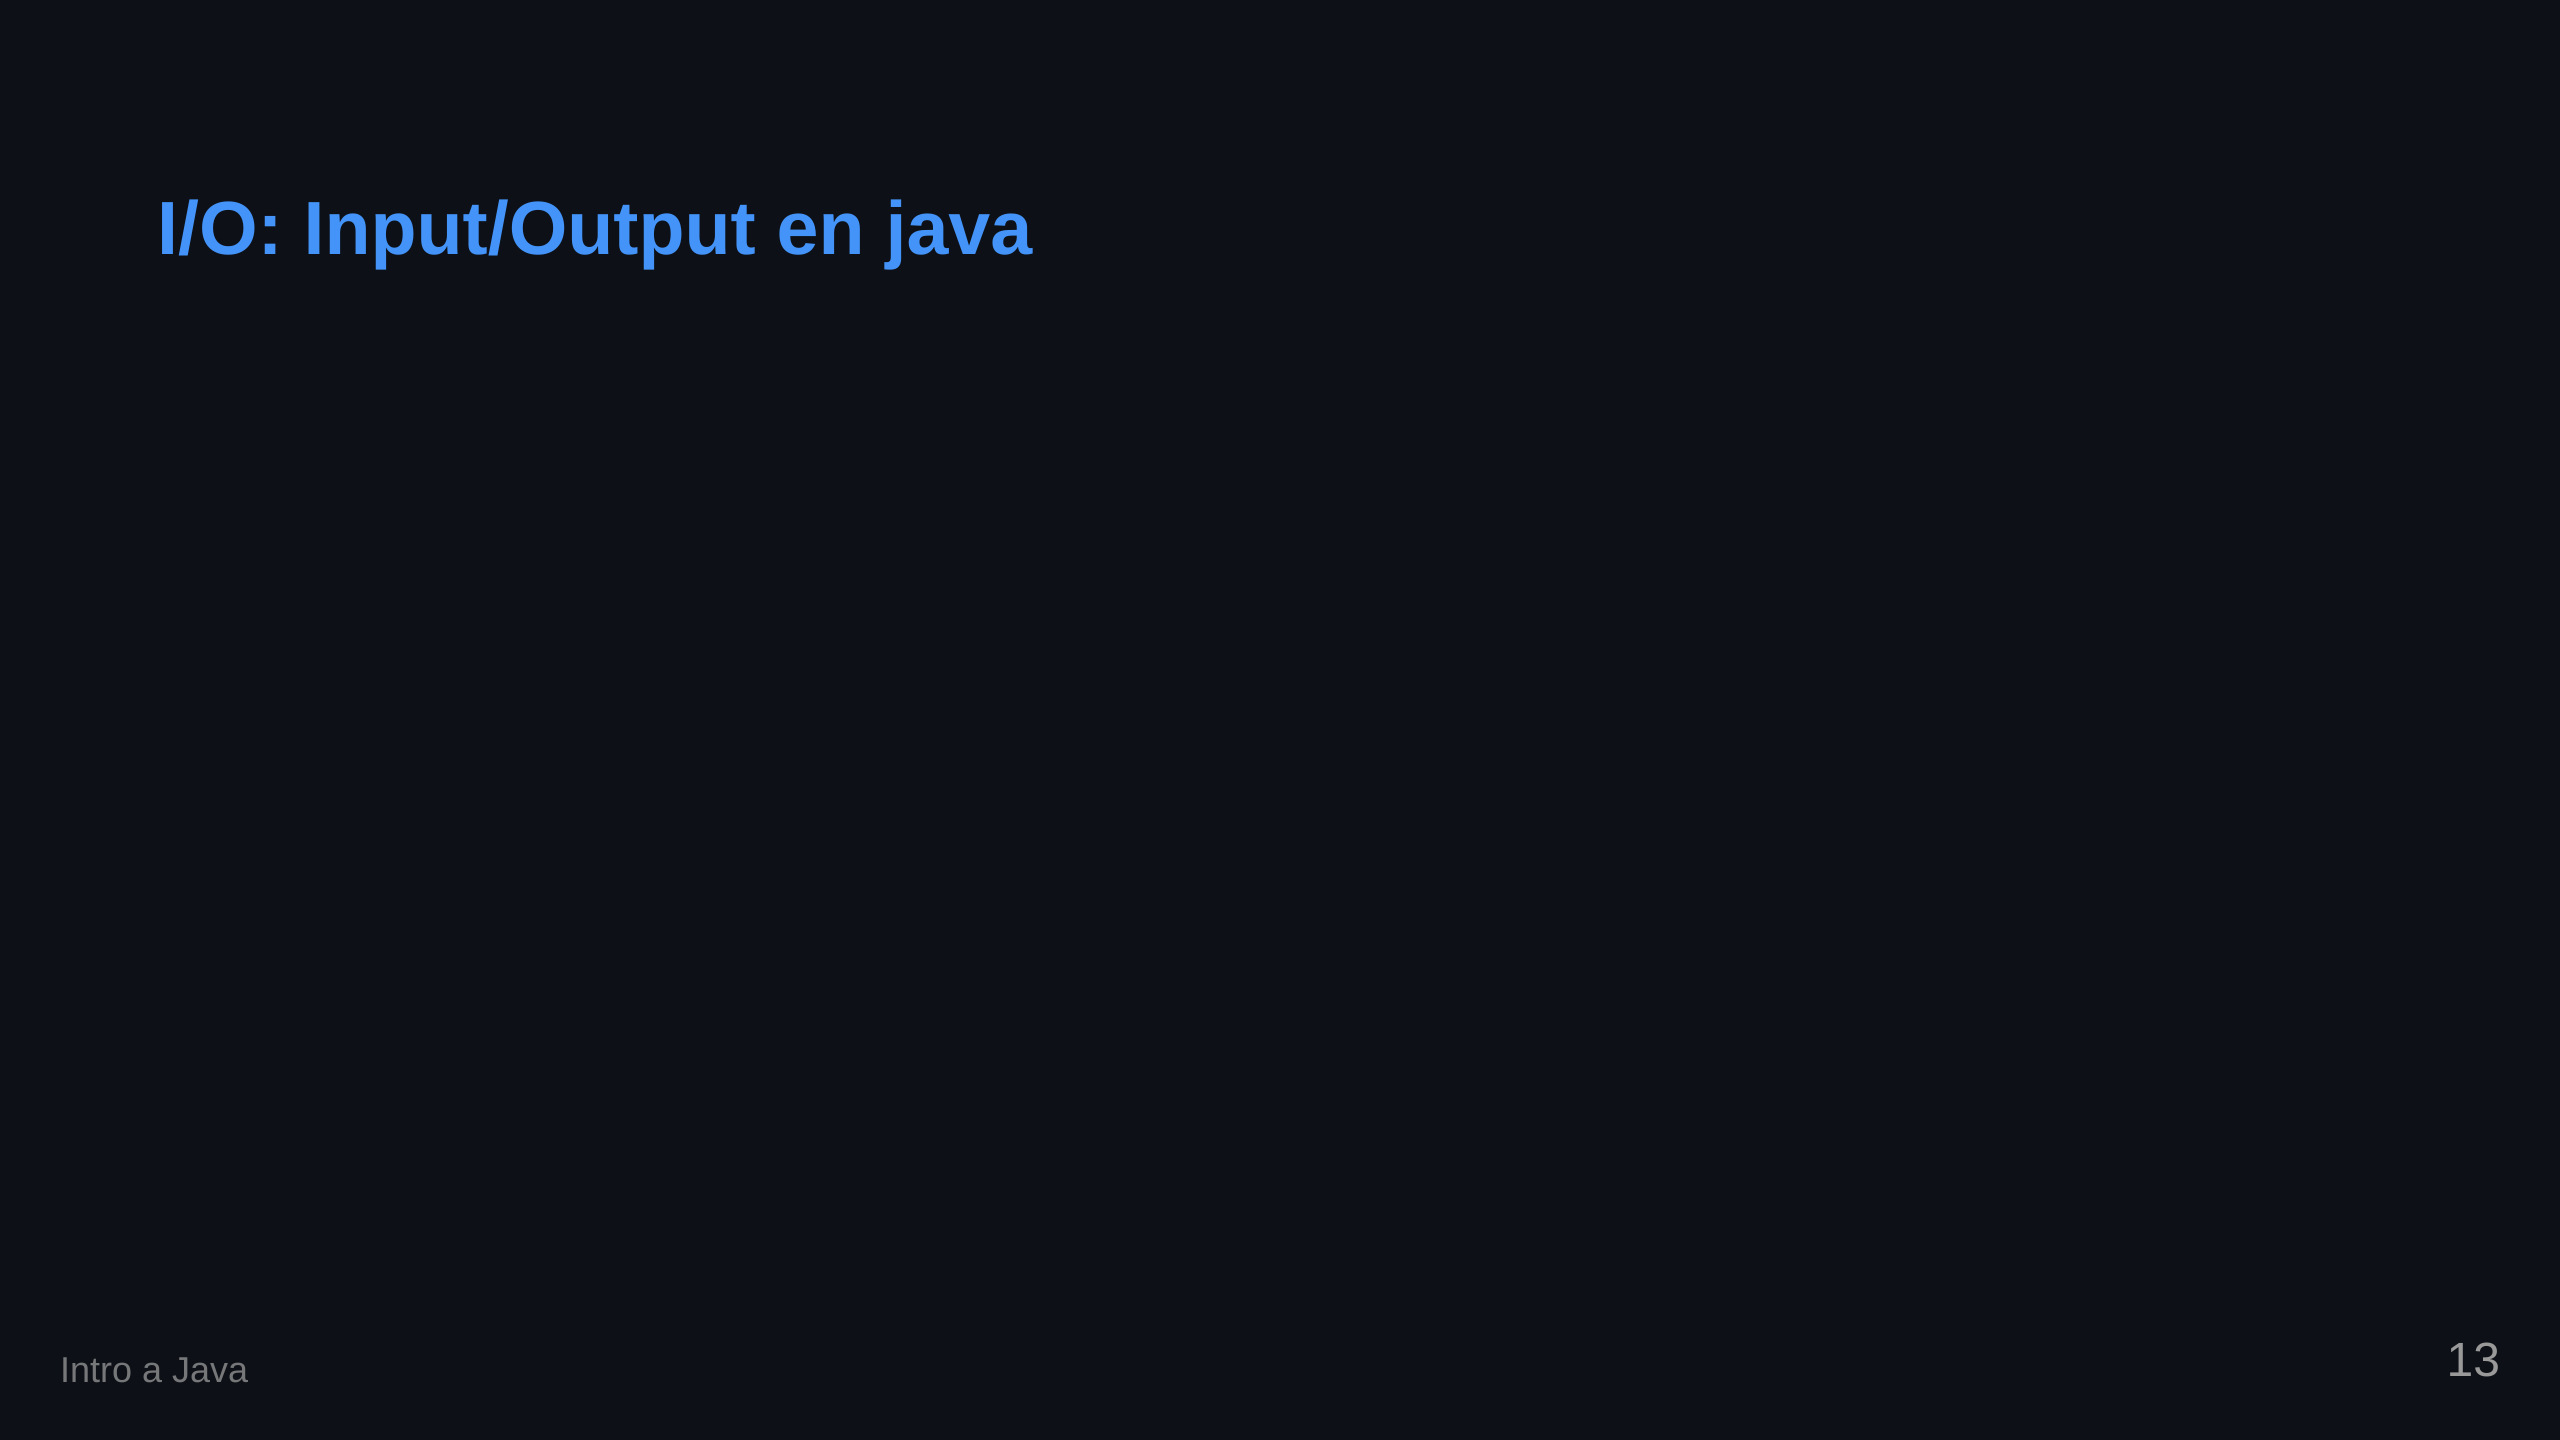 I/O: Input/Output en java
Intro a Java
13